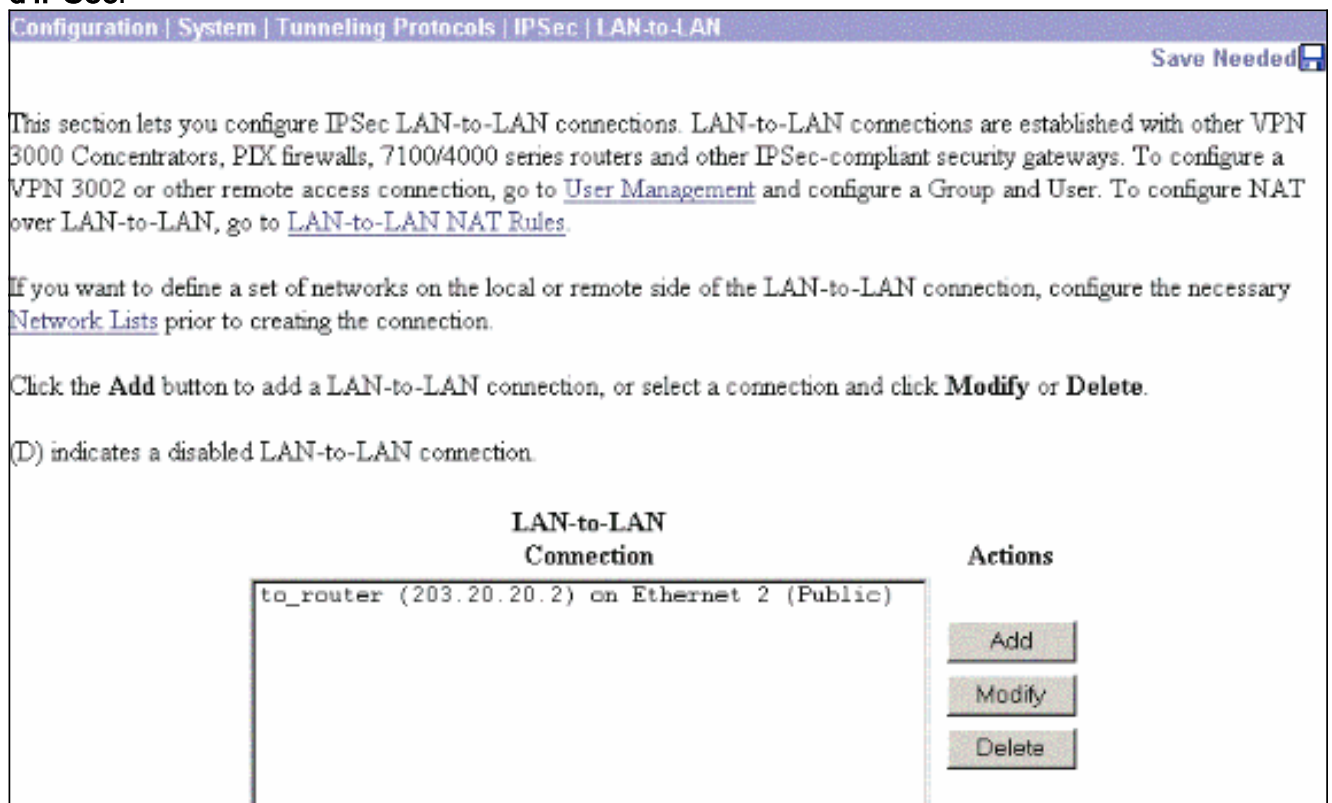 Configuration | System | Tunneling Protocols | IPSec | LAN-to-LAN
Save Needed
This section lets you configure IPSec LAN-to-LAN connections. LAN-to-LAN connections are established with other VPN
3000 Concentrators, PIX firewalls, 7100/4000 series routers and other IPSec-compliant security gateways. To configure a
VPN 3002 or other remote access connection, go to User Management and configure a Group and User. To configure NAT
over LAN-to-LAN, go to LAN-to-LAN NAT Rules.
If you want to define a set of networks on the local or remote side of the LAN-to-LAN connection, configure the necessary
Network Lists prior to creating the connection.
Click the Add button to add a LAN-to-LAN connection, or select a connection and click Modify or Delete.
(D) indicates a disabled LAN-to-LAN connection.
LAN-to-LAN
Connection
Actions
to_router (203.20.20.2) on Ethernet 2 (Public)
Add
Modify
Delete